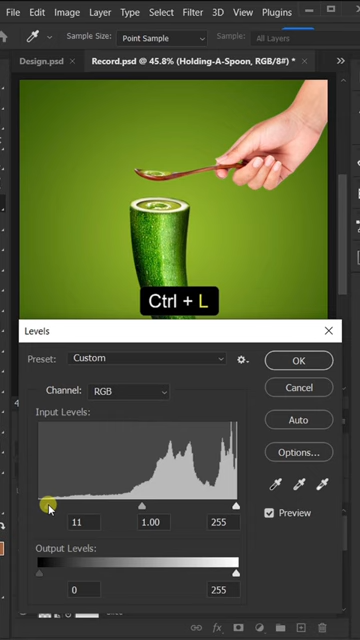 File Edit Image Layer Type Select Filter 3D View Plugins
Sample Size: Point Sample Sample: All Layers
Design.psd × Record.psd @ 45.8% (Holding-A-Spoon, RGB/8#) * ×
Ctrl + L
Levels
Preset: Custom
OK
Channel: RGB
Cancel
Input Levels:
Auto
Options...
11 1.00 255
Preview
Output Levels:
0 255